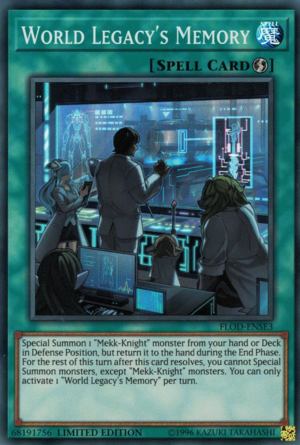 World Legacy's Memory
SPELL
[Spell Card]
FLOD-ENSE3
Special Summon 1 "Mekk-Knight" monster from your hand or Deck
in Defense Position, but return it to the hand during the End Phase.
For the rest of this turn after this card resolves, you cannot Special
Summon monsters, except "Mekk-Knight" monsters. You can only
activate 1 "World Legacy's Memory" per turn.
68191756 LIMITED EDITION ©1996 KAZUKI TAKAHASHI